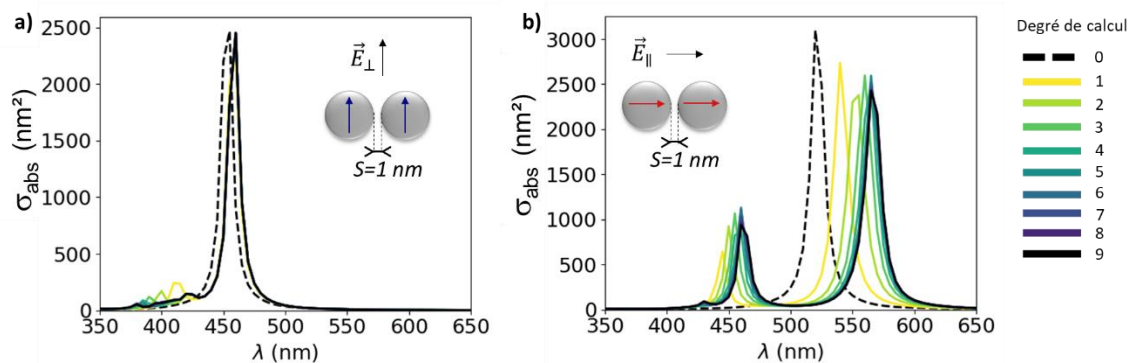 a)
2500
2000
1500
1000
500
0
σabs (nm²)
E⃗⊥
S=1 nm
350 400 450 500 550 600 650
λ (nm)
b)
3000
2500
2000
1500
1000
500
0
σabs (nm²)
E⃗∥
S=1 nm
350 400 450 500 550 600 650
λ (nm)
Degré de calcul
0
1
2
3
4
5
6
7
8
9